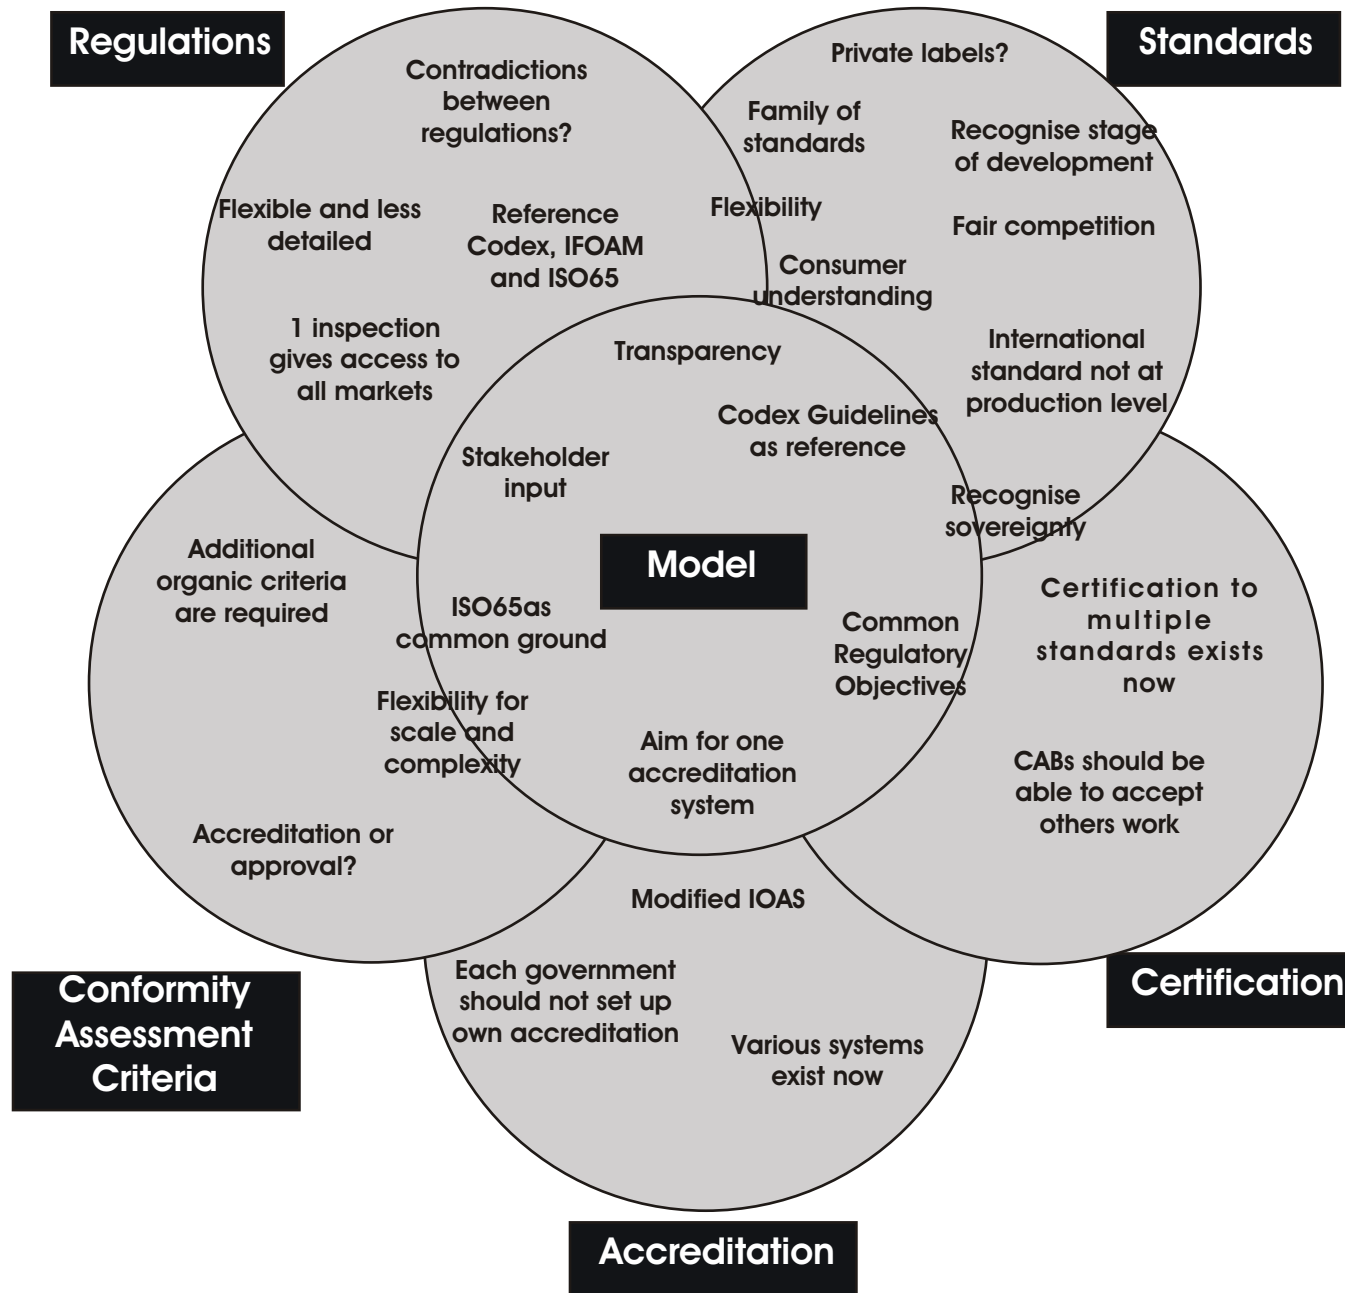 Regulations
Contradictions
between
regulations?
Flexible and less
detailed
Reference
Codex, IFOAM
and ISO65
1 inspection
gives access to
all markets
Standards
Private labels?
Family of
standards
Recognise stage
of development
Flexibility
Fair competition
Consumer
understanding
International
standard not at
production level
Transparency
Codex Guidelines
as reference
Stakeholder
input
Recognise
sovereignty
Model
ISO65as
common ground
Common
Regulatory
Objectives
Flexibility for
scale and
complexity
Aim for one
accreditation
system
Additional
organic criteria
are required
Accreditation or
approval?
Conformity
Assessment
Criteria
Certification to
multiple
standards exists
now
CABs should be
able to accept
others work
Certification
Modified IOAS
Each government
should not set up
own accreditation
Various systems
exist now
Accreditation